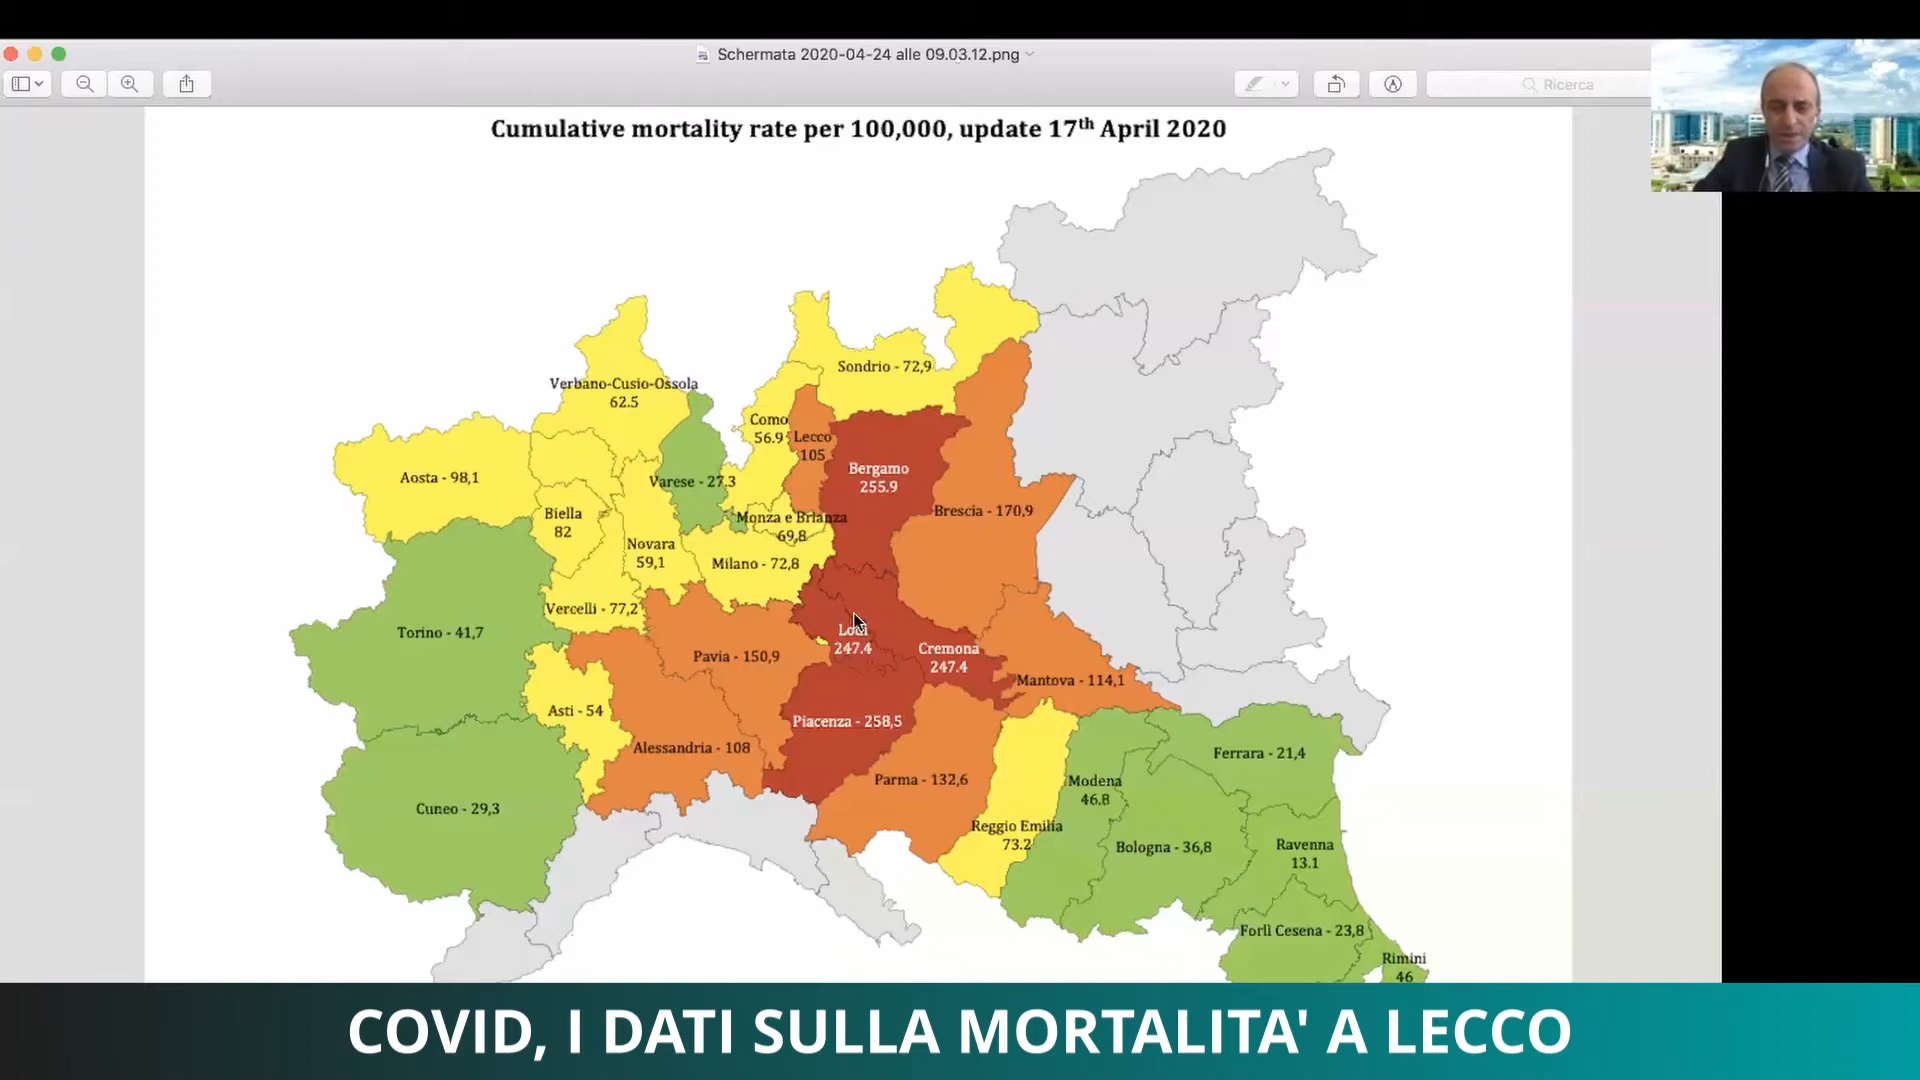 Schermata 2020-04-24 alle 09.03.12.png
Ricerca
Cumulative mortality rate per 100,000, update 17th April 2020
Sondrio - 72,9
Verbano-Cusio-Ossola
62.5
Como
56.9
Lecco
105
Bergamo
255.9
Aosta - 98,1
Varese - 27.3
Brescia - 170,9
Biella
82
Monza e Brianza
69,8
Novara
59,1
Milano - 72,8
Vercelli - 77,2
Torino - 41,7
Lodi
247.4
Cremona
247.4
Pavia - 150,9
Mantova - 114,1
Asti - 54
Piacenza - 258,5
Alessandria - 108
Ferrara - 21,4
Parma - 132,6
Modena
46.8
Cuneo - 29,3
Reggio Emilia
73.2
Bologna - 36,8
Ravenna
13.1
Forlì Cesena - 23,8
Rimini
46
COVID, I DATI SULLA MORTALITA' A LECCO